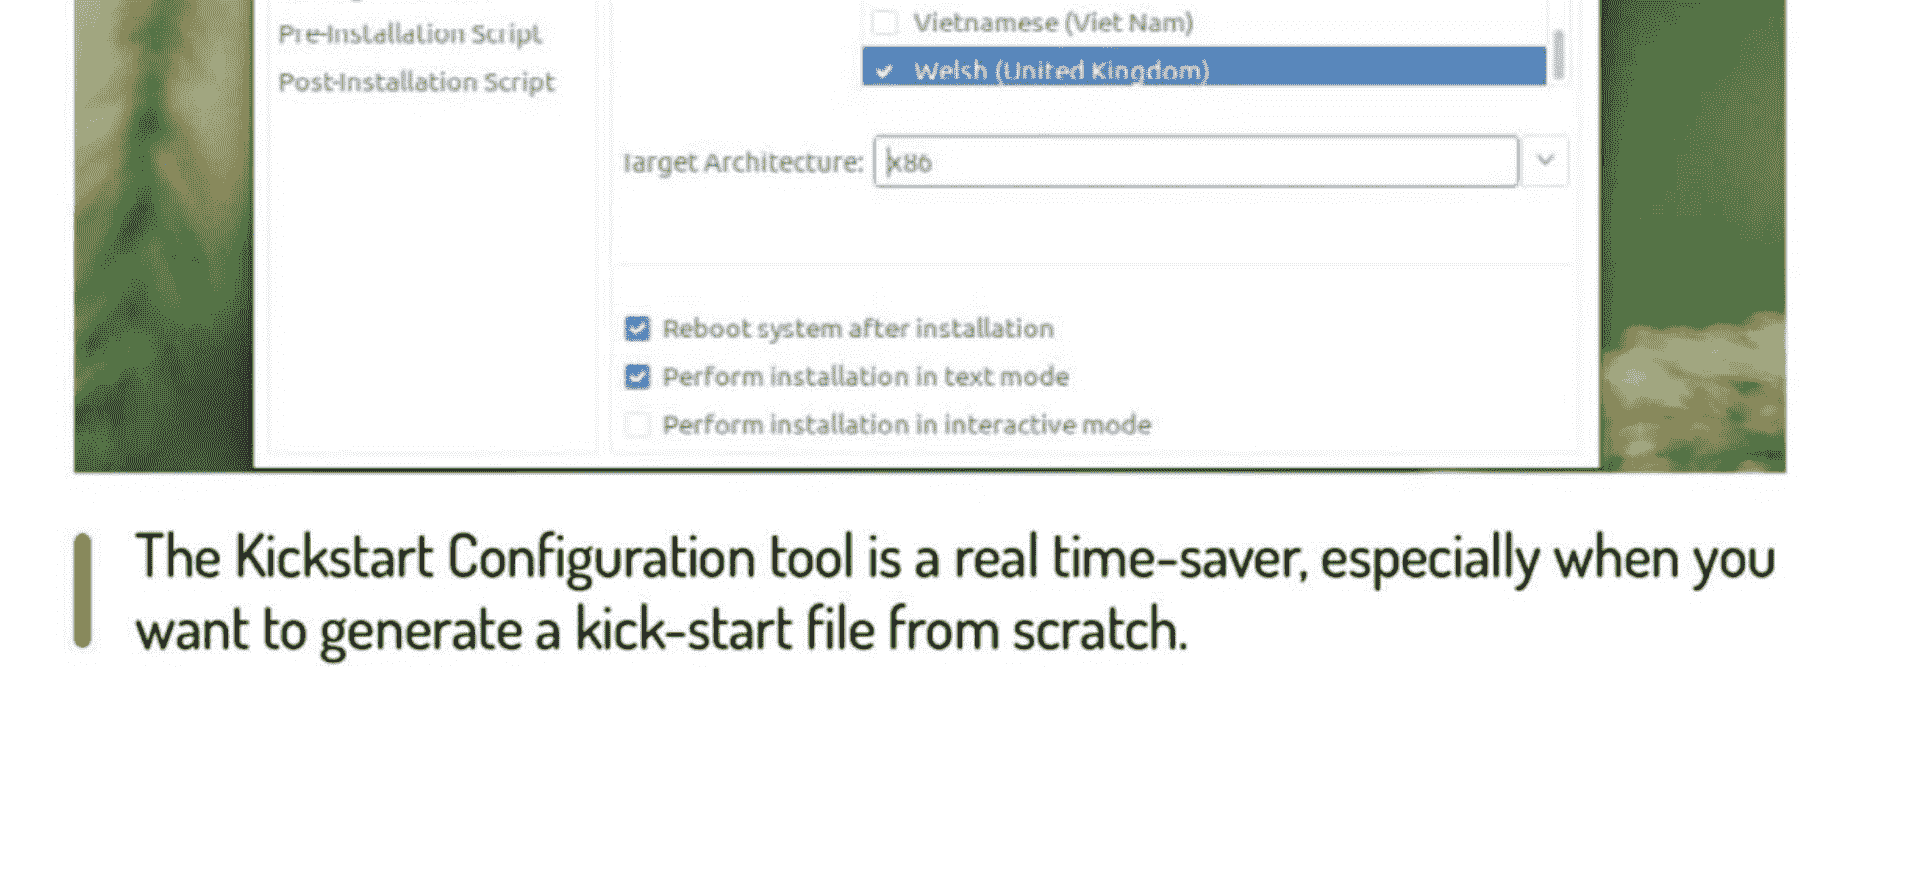 Pre-Installation Script
Post-Installation Script
Vietnamese (Viet Nam)
Welsh (United Kingdom)
Target Architecture: x86
Reboot system after installation
Perform installation in text mode
Perform installation in interactive mode
The Kickstart Configuration tool is a real time-saver, especially when you
want to generate a kick-start file from scratch.